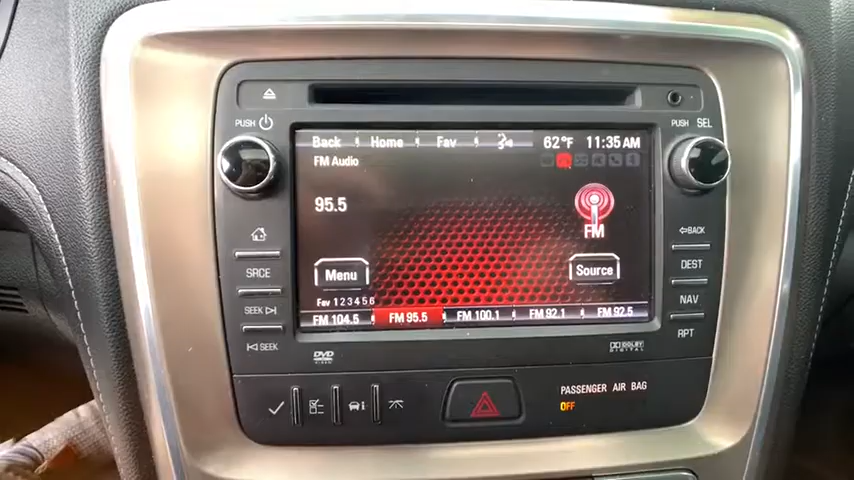 PUSH
PUSH SEL
Back Home Fav 62°F 11:35 AM
FM Audio
95.5
FM
BACK
SRCE
Menu
Source
DEST
SEEK
NAV
Fav 1 2 3 4 5 6
FM 104.5 FM 95.5 FM 100.1 FM 92.1 FM 92.5
SEEK
RPT
DVD
DOLBY
DIGITAL
PASSENGER AIR BAG
OFF